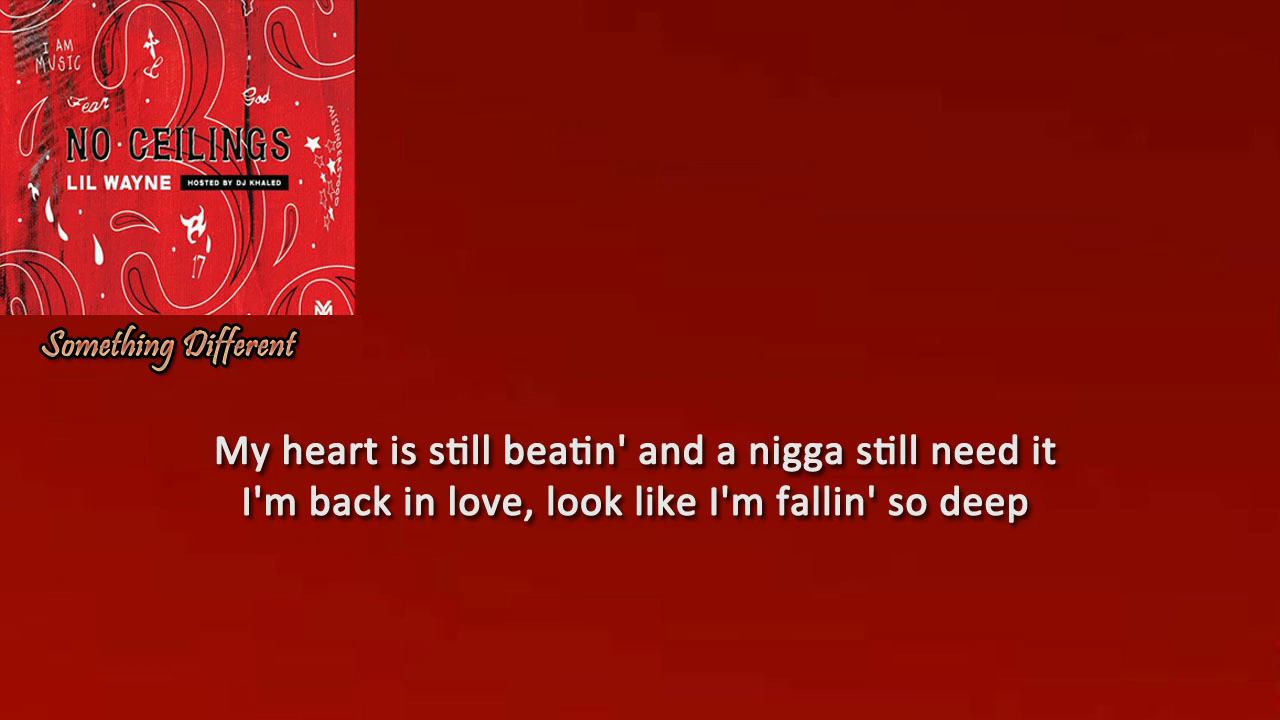 I AM
MUSIC
Fear
God
NO CEILINGS
LIL WAYNE HOSTED BY DJ KHALED
MISUNDERSTOOD
17
Something Different
My heart is still beatin' and a nigga still need it
I'm back in love, look like I'm fallin' so deep